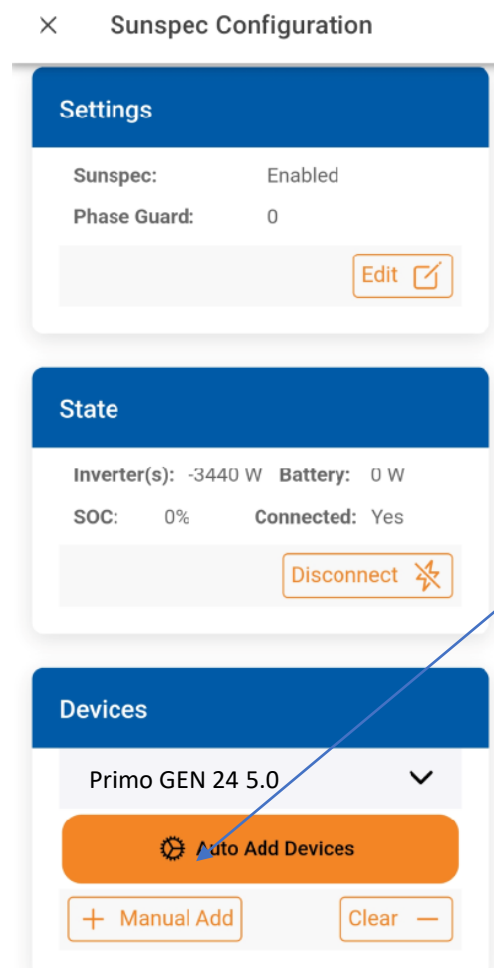 Sunspec Configuration
Settings
Sunspec: Enabled
Phase Guard: 0
Edit
State
Inverter(s): -3440 W Battery: 0 W
SOC: 0% Connected: Yes
Disconnect
Devices
Primo GEN 24 5.0
Auto Add Devices
+ Manual Add Clear —